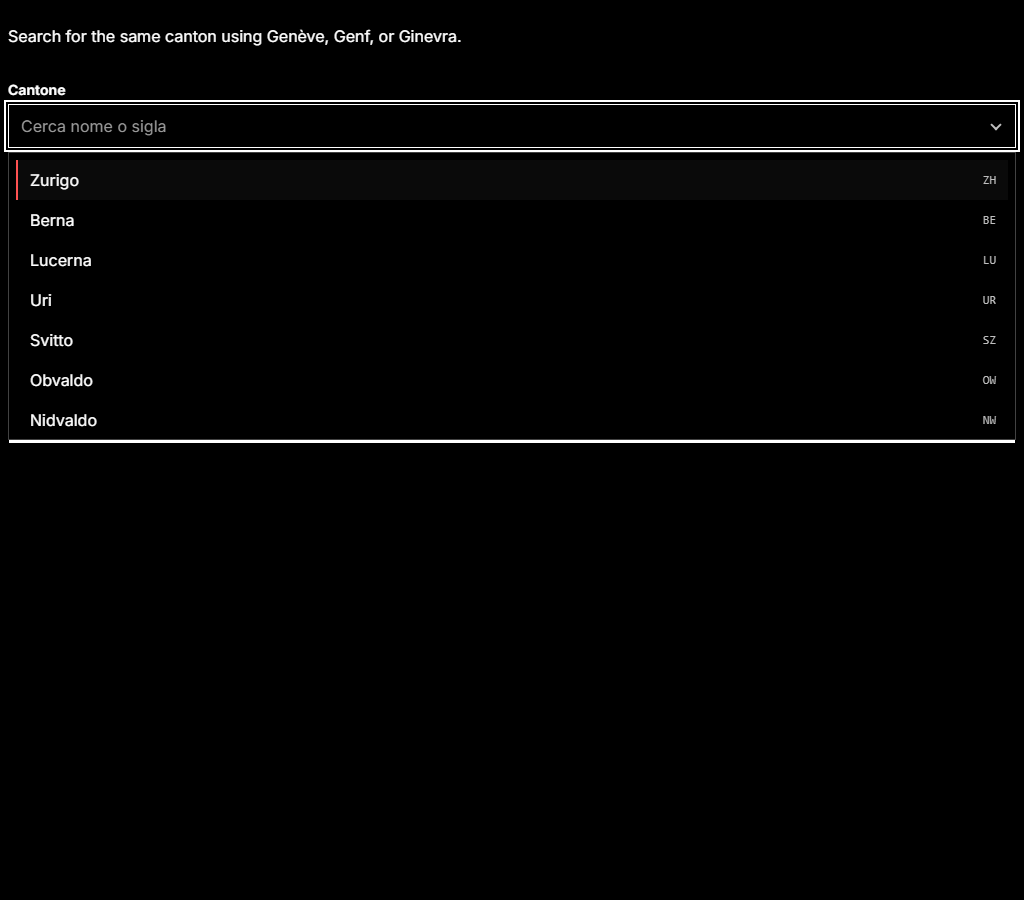 Search for the same canton using Genève, Genf, or Ginevra.
Cantone
Cerca nome o sigla
Zurigo ZH
Berna BE
Lucerna LU
Uri UR
Svitto SZ
Obvaldo OW
Nidvaldo NW